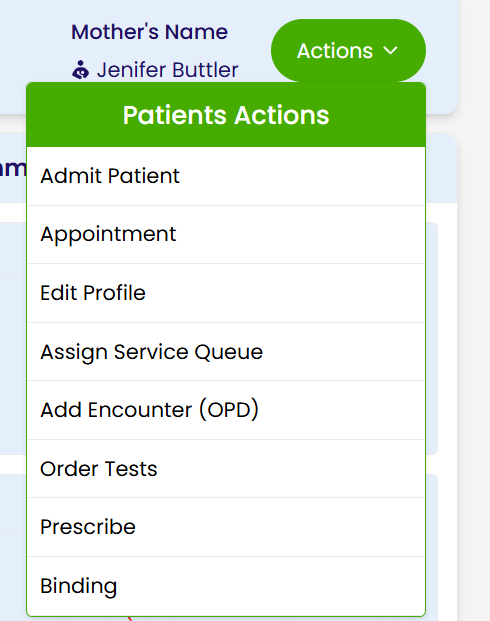 Mother's Name
Jenifer Buttler
Actions
Patients Actions
Admit Patient
Appointment
Edit Profile
Assign Service Queue
Add Encounter (OPD)
Order Tests
Prescribe
Binding